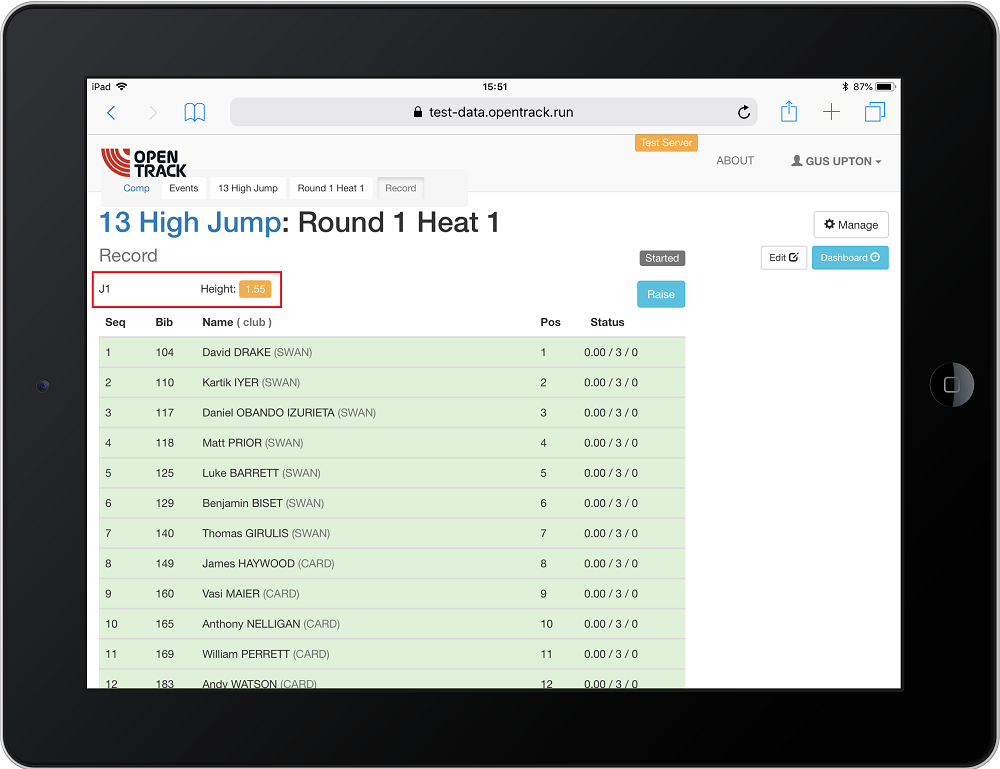 iPad 15:51 87%
test-data.opentrack.run
Test Server
OPEN TRACK ABOUT GUS UPTON
Comp Events 13 High Jump Round 1 Heat 1 Record
13 High Jump: Round 1 Heat 1 Manage
Record Started Edit Dashboard
J1 Height: 1.55 Raise
Seq Bib Name ( club ) Pos Status
1 104 David DRAKE (SWAN) 1 0.00 / 3 / 0
2 110 Kartik IYER (SWAN) 2 0.00 / 3 / 0
3 117 Daniel OBANDO IZURIETA (SWAN) 3 0.00 / 3 / 0
4 118 Matt PRIOR (SWAN) 4 0.00 / 3 / 0
5 125 Luke BARRETT (SWAN) 5 0.00 / 3 / 0
6 129 Benjamin BISET (SWAN) 6 0.00 / 3 / 0
7 140 Thomas GIRULIS (SWAN) 7 0.00 / 3 / 0
8 149 James HAYWOOD (CARD) 8 0.00 / 3 / 0
9 160 Vasi MAIER (CARD) 9 0.00 / 3 / 0
10 165 Anthony NELLIGAN (CARD) 10 0.00 / 3 / 0
11 169 William PERRETT (CARD) 11 0.00 / 3 / 0
12 183 Andy WATSON (CARD) 12 0.00 / 3 / 0